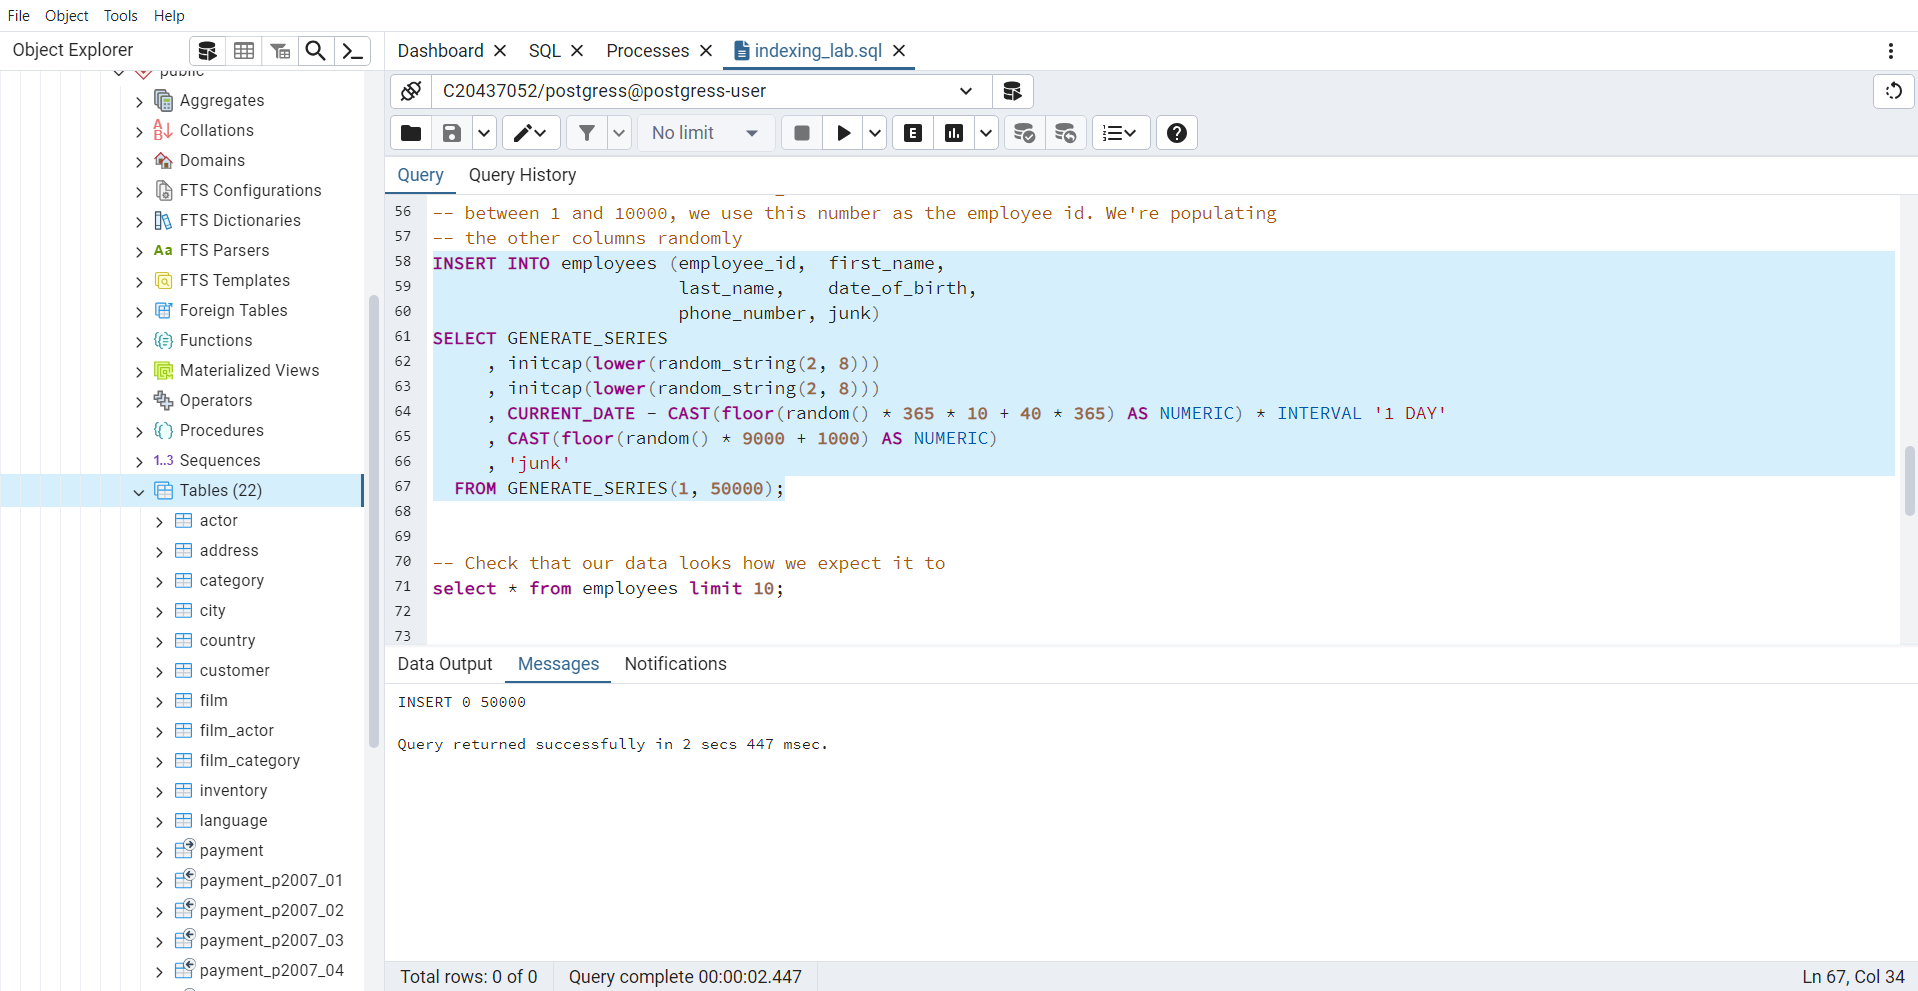 File Object Tools Help
Object Explorer
Dashboard SQL Processes indexing_lab.sql
public
Aggregates
Collations
Domains
FTS Configurations
FTS Dictionaries
Aa FTS Parsers
FTS Templates
Foreign Tables
Functions
Materialized Views
Operators
Procedures
1..3 Sequences
Tables (22)
actor
address
category
city
country
customer
film
film_actor
film_category
inventory
language
payment
payment_p2007_01
payment_p2007_02
payment_p2007_03
payment_p2007_04
C20437052/postgress@postgress-user
No limit
E
Query Query History
56 -- between 1 and 10000, we use this number as the employee id. We're populating
57 -- the other columns randomly
58 INSERT INTO employees (employee_id, first_name,
59 last_name, date_of_birth,
60 phone_number, junk)
61 SELECT GENERATE_SERIES
62 , initcap(lower(random_string(2, 8)))
63 , initcap(lower(random_string(2, 8)))
64 , CURRENT_DATE - CAST(floor(random() * 365 * 10 + 40 * 365) AS NUMERIC) * INTERVAL '1 DAY'
65 , CAST(floor(random() * 9000 + 1000) AS NUMERIC)
66 , 'junk'
67 FROM GENERATE_SERIES(1, 50000);
68
69
70 -- Check that our data looks how we expect it to
71 select * from employees limit 10;
72
73
Data Output Messages Notifications
INSERT 0 50000
Query returned successfully in 2 secs 447 msec.
Total rows: 0 of 0 Query complete 00:00:02.447 Ln 67, Col 34